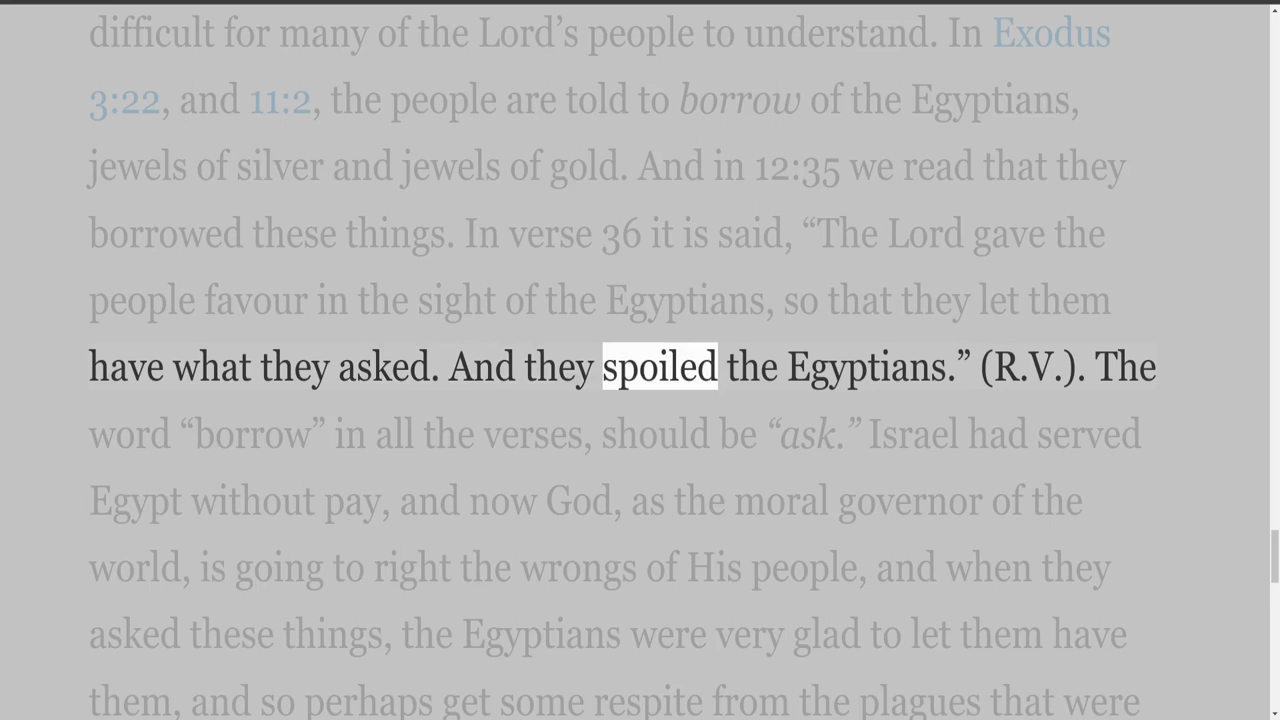 difficult for many of the Lord’s people to understand. In Exodus
3:22, and 11:2, the people are told to borrow of the Egyptians,
jewels of silver and jewels of gold. And in 12:35 we read that they
borrowed these things. In verse 36 it is said, “The Lord gave the
people favour in the sight of the Egyptians, so that they let them
have what they asked. And they spoiled the Egyptians.” (R.V.). The
word “borrow” in all the verses, should be “ask.” Israel had served
Egypt without pay, and now God, as the moral governor of the
world, is going to right the wrongs of His people, and when they
asked these things, the Egyptians were very glad to let them have
them, and so perhaps get some respite from the plagues that were